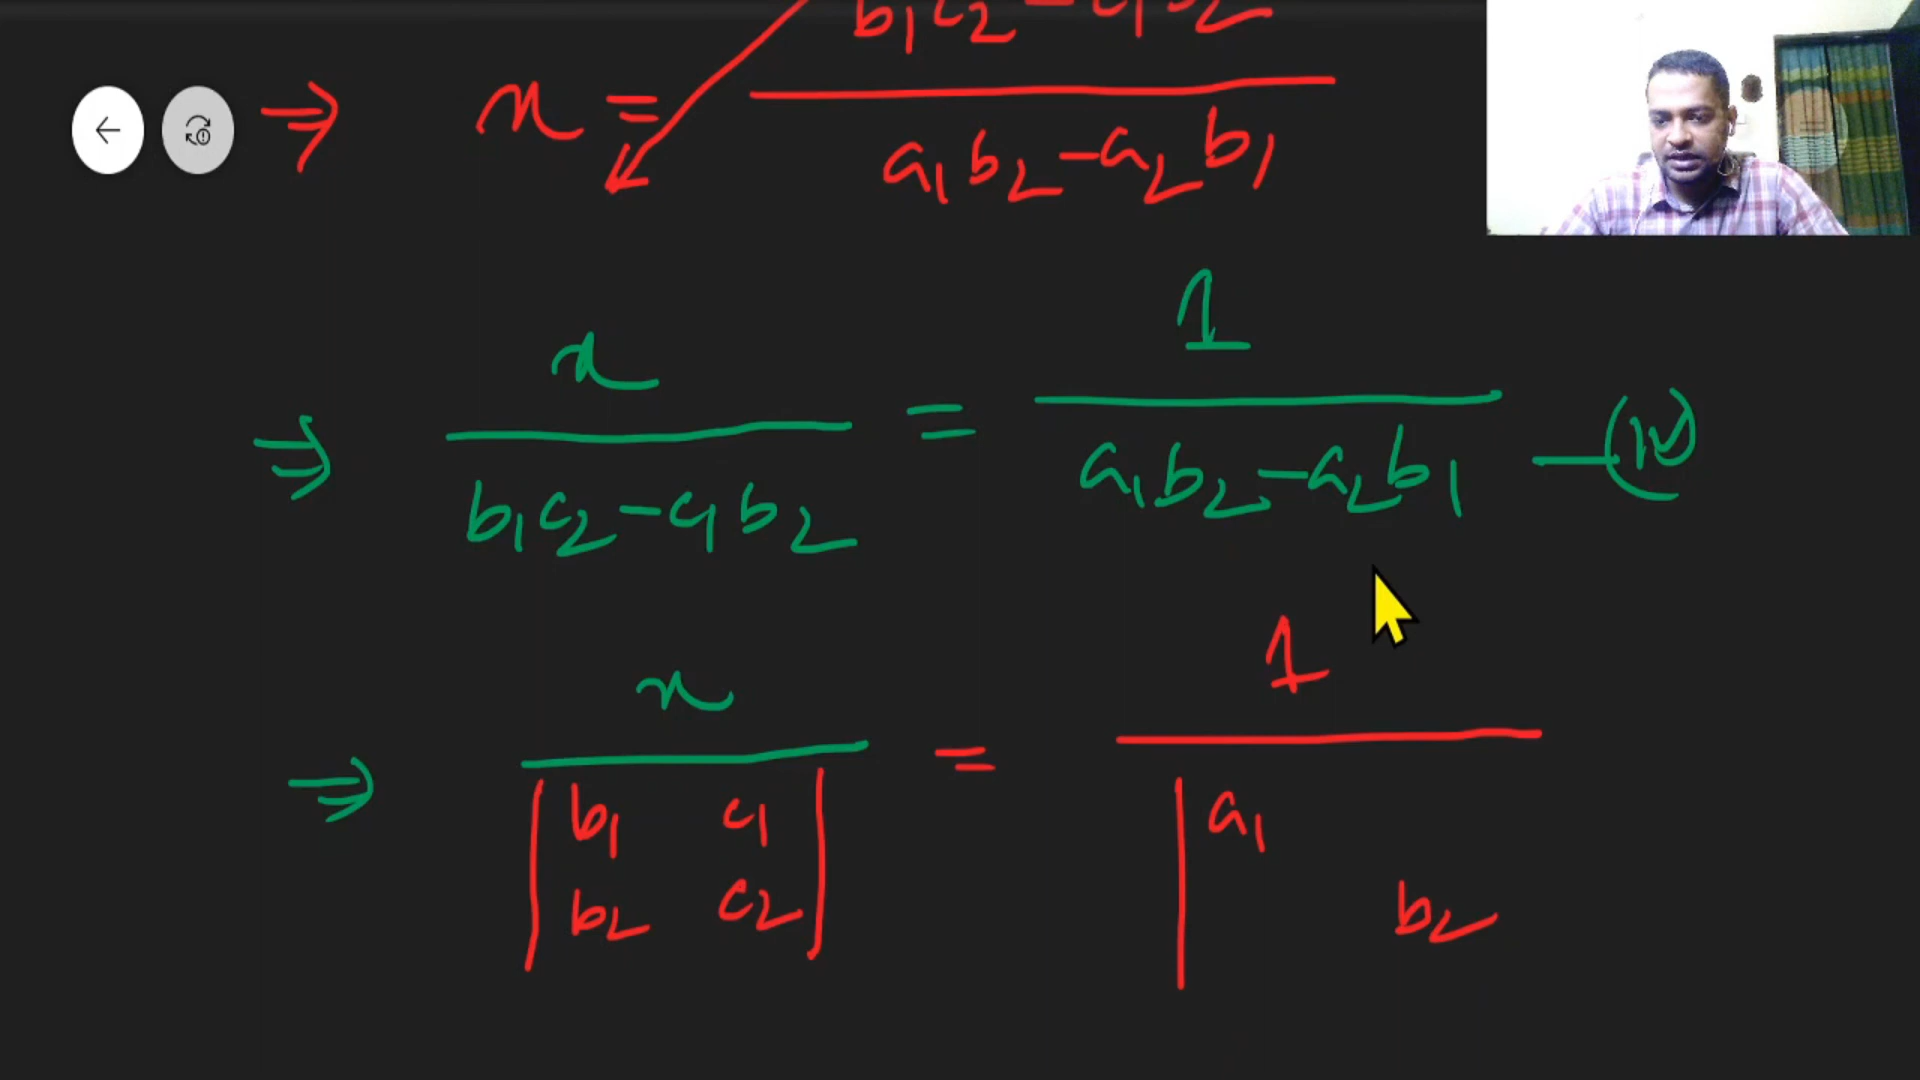 b₁c₂ – c₁b₂
⇒ x = ―――
a₁b₂ – a₂b₁
x 1
⇒ ――― = ――― —(iv)
b₁c₂ – c₁b₂ a₁b₂ – a₂b₁
x 1
⇒ ――― = ―――
| b₁ c₁ | | a₁
| b₂ c₂ | | b₂